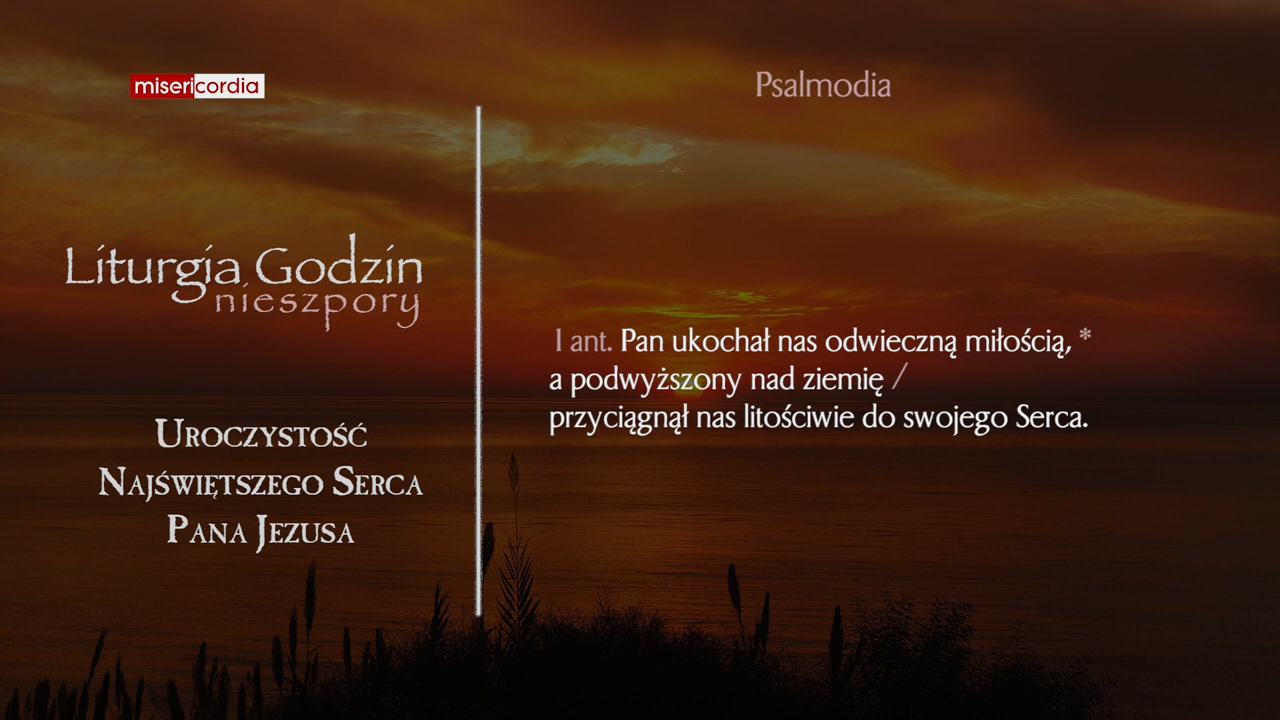 misericordia
Psalmodia
Liturgia Godzin
nieszpory
Uroczystość
Najświętszego Serca
Pana Jezusa
1 ant. Pan ukochał nas odwieczną miłością, *
a podwyższony nad ziemię /
przyciągnął nas litościwie do swojego Serca.